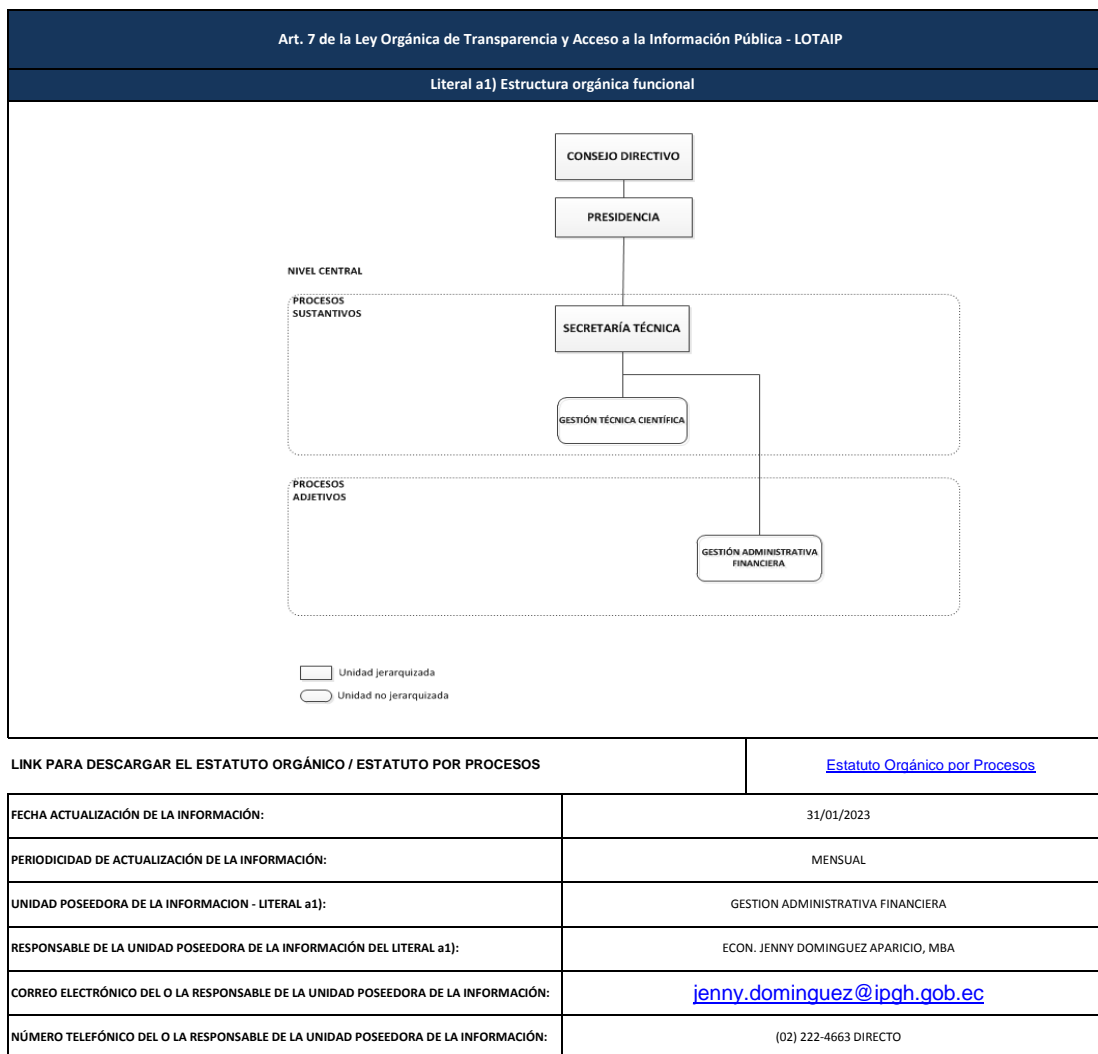 Art. 7 de la Ley Orgánica de Transparencia y Acceso a la Información Pública - LOTAIP
Literal a1) Estructura orgánica funcional
CONSEJO DIRECTIVO
PRESIDENCIA
NIVEL CENTRAL
PROCESOS
SUSTANTIVOS
SECRETARÍA TÉCNICA
GESTIÓN TÉCNICA CIENTÍFICA
PROCESOS
ADJETIVOS
GESTIÓN ADMINISTRATIVA
FINANCIERA
Unidad jerarquizada
Unidad no jerarquizada
LINK PARA DESCARGAR EL ESTATUTO ORGÁNICO / ESTATUTO POR PROCESOS
Estatuto Orgánico por Procesos
FECHA ACTUALIZACIÓN DE LA INFORMACIÓN:
31/01/2023
PERIODICIDAD DE ACTUALIZACIÓN DE LA INFORMACIÓN:
MENSUAL
UNIDAD POSEEDORA DE LA INFORMACION - LITERAL a1):
GESTION ADMINISTRATIVA FINANCIERA
RESPONSABLE DE LA UNIDAD POSEEDORA DE LA INFORMACIÓN DEL LITERAL a1):
ECON. JENNY DOMINGUEZ APARICIO, MBA
CORREO ELECTRÓNICO DEL O LA RESPONSABLE DE LA UNIDAD POSEEDORA DE LA INFORMACIÓN:
jenny.dominguez@ipgh.gob.ec
NÚMERO TELEFÓNICO DEL O LA RESPONSABLE DE LA UNIDAD POSEEDORA DE LA INFORMACIÓN:
(02) 222-4663 DIRECTO